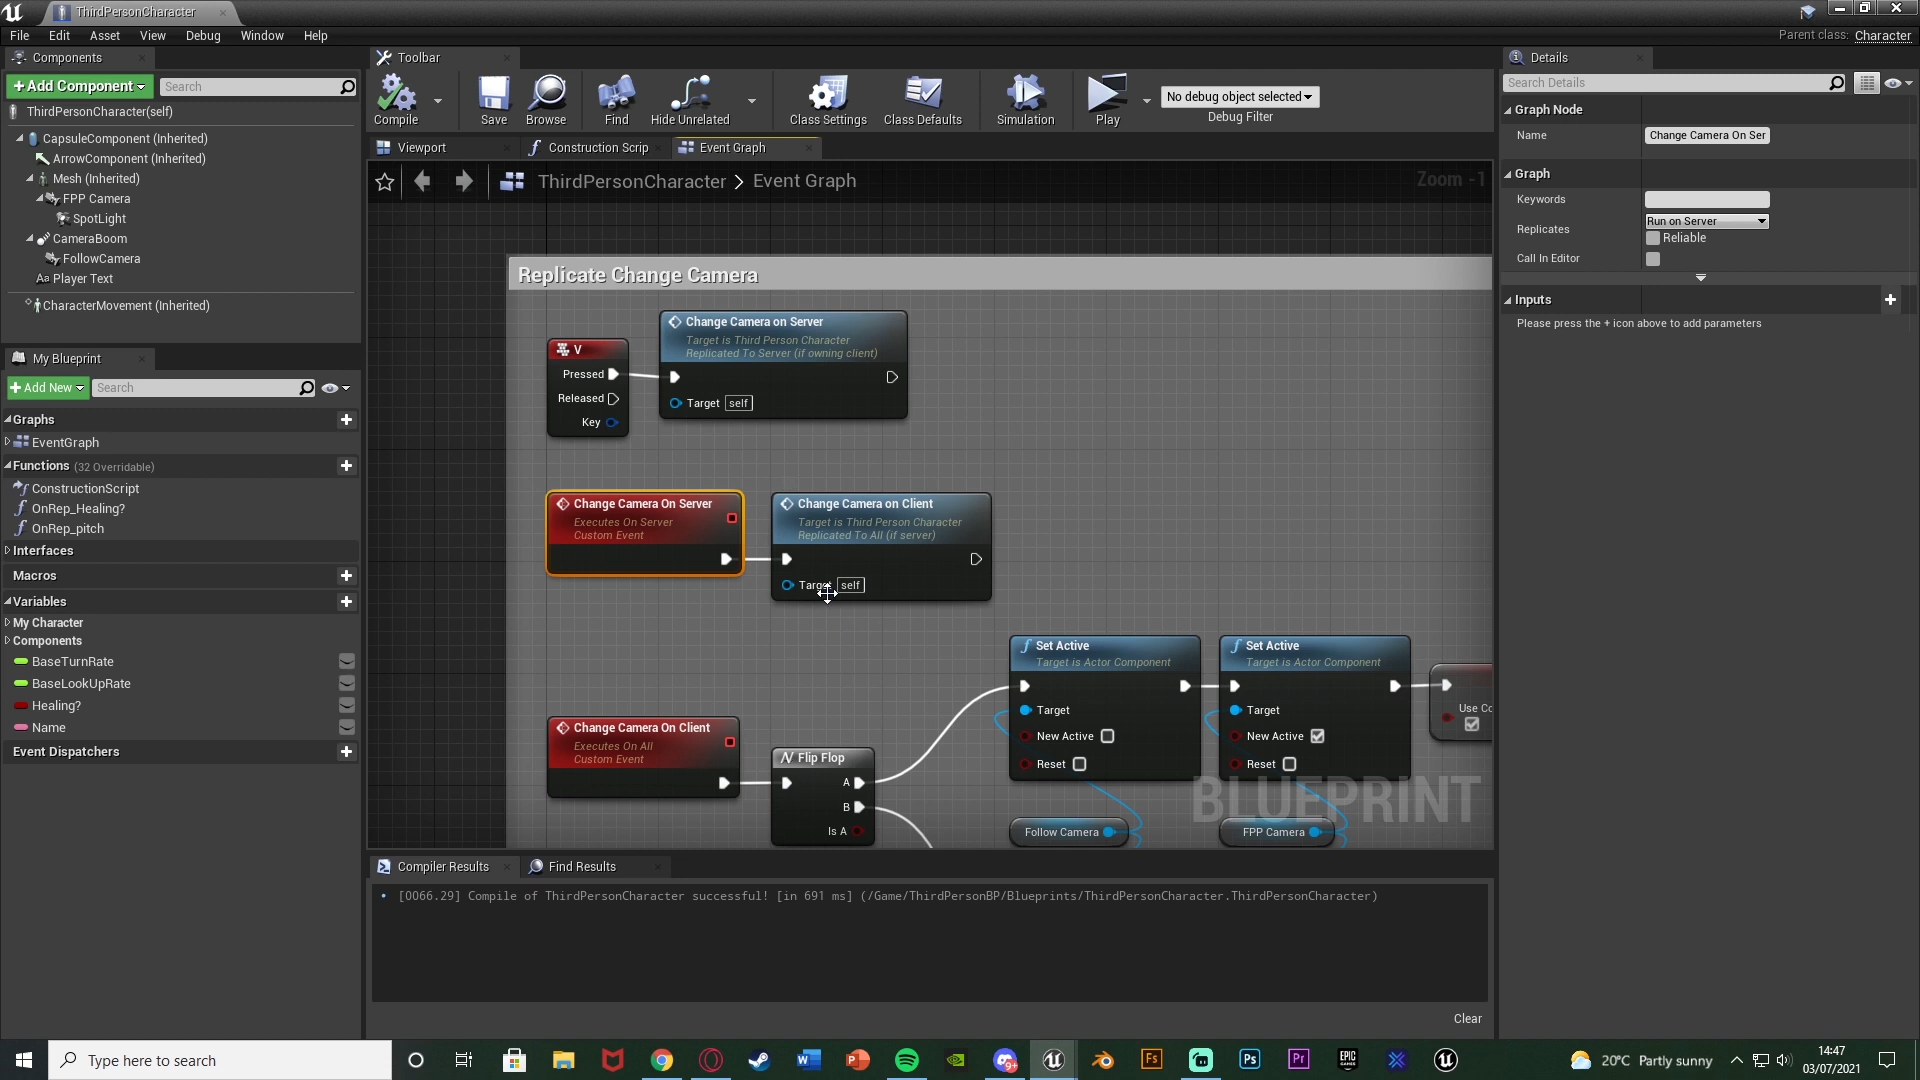 ThirdPersonCharacter
File Edit Asset View Debug Window Help
Parent class: Character
Components
+ Add Component
Search
ThirdPersonCharacter(self)
CapsuleComponent (Inherited)
ArrowComponent (Inherited)
Mesh (Inherited)
FPP Camera
SpotLight
CameraBoom
FollowCamera
Aa Player Text
CharacterMovement (Inherited)
My Blueprint
+ Add New
Search
Graphs
EventGraph
Functions (32 Overridable)
ConstructionScript
OnRep_Healing?
OnRep_pitch
Interfaces
Macros
Variables
My Character
Components
BaseTurnRate
BaseLookUpRate
Healing?
Name
Event Dispatchers
Toolbar
Compile
Save
Browse
Find
Hide Unrelated
Class Settings
Class Defaults
Simulation
Play
No debug object selected
Debug Filter
Viewport
Construction Scrip
Event Graph
ThirdPersonCharacter > Event Graph
Zoom -1
Replicate Change Camera
V
Pressed
Released
Key
Change Camera on Server
Target is Third Person Character
Replicated To Server (if owning client)
Target self
Change Camera On Server
Executes On Server
Custom Event
Change Camera on Client
Target is Third Person Character
Replicated To All (if server)
Target self
Change Camera On Client
Executes On All
Custom Event
Flip Flop
A
B
Is A
Set Active
Target is Actor Component
Target
New Active
Reset
Set Active
Target is Actor Component
Target
New Active
Reset
Use Co
Follow Camera
FPP Camera
BLUEPRINT
Compiler Results
Find Results
[0066.29] Compile of ThirdPersonCharacter successful! [in 691 ms] (/Game/ThirdPersonBP/Blueprints/ThirdPersonCharacter.ThirdPersonCharacter)
Clear
Details
Search Details
Graph Node
Name Change Camera On Ser
Graph
Keywords
Replicates Run on Server
Reliable
Call In Editor
Inputs
Please press the + icon above to add parameters
Type here to search
20°C Partly sunny
14:47
03/07/2021